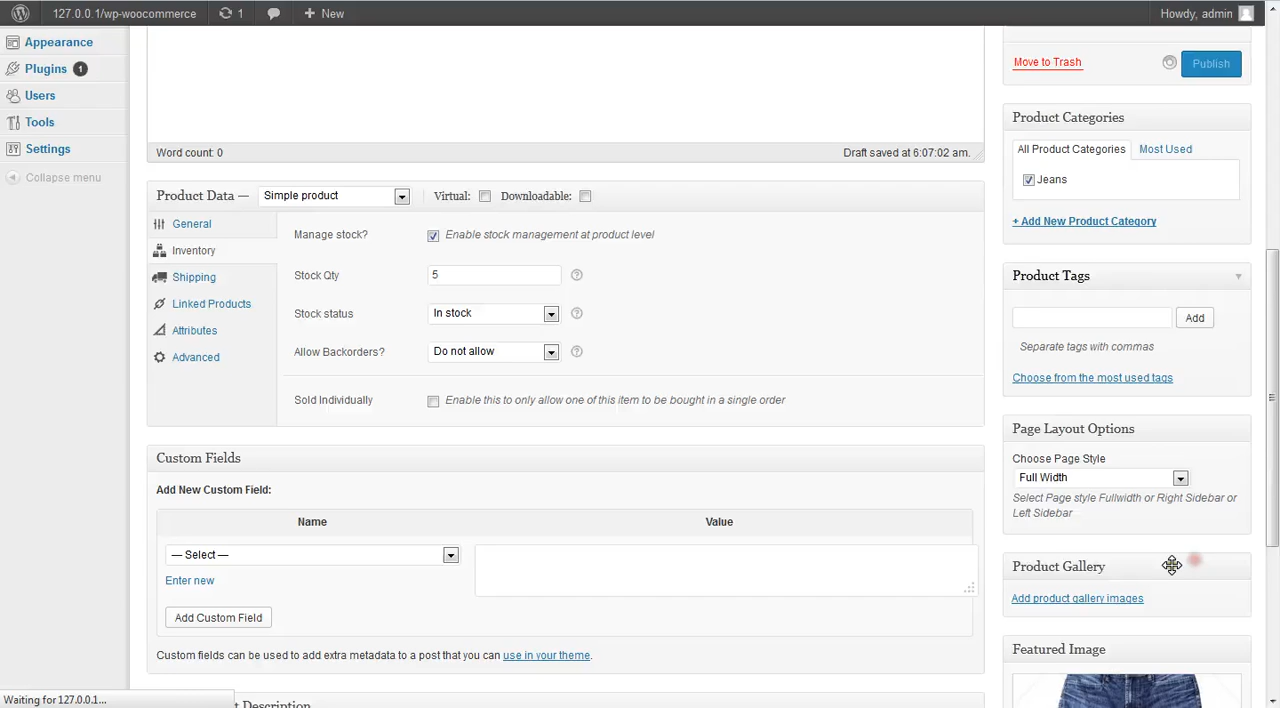 127.0.0.1/wp-woocommerce 1 New Howdy, admin
Appearance
Plugins 1
Users
Tools
Settings
Collapse menu
Word count: 0 Draft saved at 6:07:02 am.
Product Data — Simple product Virtual: Downloadable:
General
Inventory
Shipping
Linked Products
Attributes
Advanced
Manage stock? Enable stock management at product level
Stock Qty 5
Stock status In stock
Allow Backorders? Do not allow
Sold Individually Enable this to only allow one of this item to be bought in a single order
Custom Fields
Add New Custom Field:
Name Value
— Select —
Enter new
Add Custom Field
Custom fields can be used to add extra metadata to a post that you can use in your theme.
Description
Move to Trash Publish
Product Categories
All Product Categories Most Used
Jeans
+ Add New Product Category
Product Tags
Add
Separate tags with commas
Choose from the most used tags
Page Layout Options
Choose Page Style
Full Width
Select Page style Fullwidth or Right Sidebar or
Left Sidebar
Product Gallery
Add product gallery images
Featured Image
Waiting for 127.0.0.1...